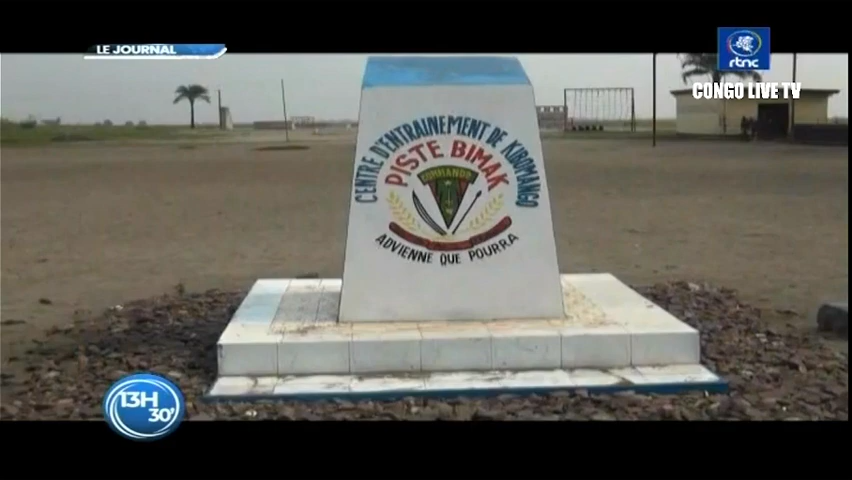 LE JOURNAL
rtnc
CONGO LIVE TV
CENTRE D'ENTRAINEMENT DE KIBOMANGO
PISTE BIMAK
COMMANDO
ADVIENNE QUE POURRA
13H
30'